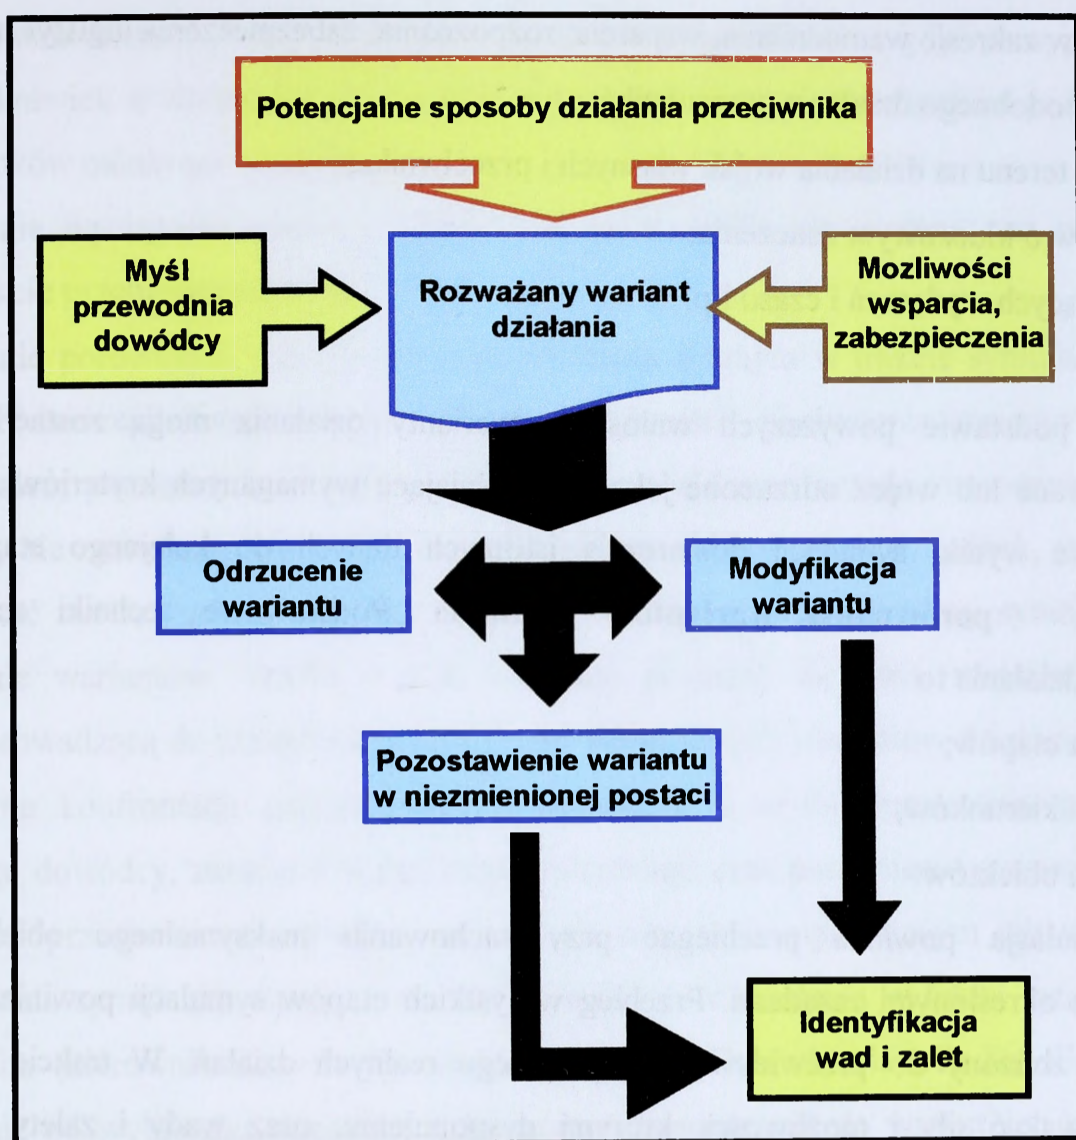 Potencjalne sposoby działania przeciwnika
Myśl
przewodnia
dowódcy
Rozważany wariant
działania
Mozliwości
wsparcia,
zabezpieczenia
Odrzucenie
wariantu
Modyfikacja
wariantu
Pozostawienie wariantu
w niezmienionej postaci
Identyfikacja
wad i zalet